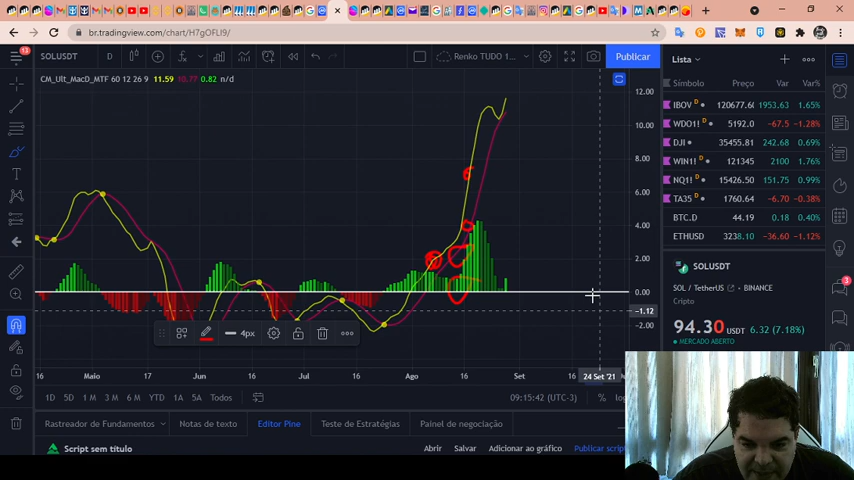 br.tradingview.com/chart/H7gOFLI9/
13
SOLUSDT
D
Renko TUDO 1...
Publicar
Lista
CM_Ult_MacD_MTF 60 12 26 9 11.59 10.77 0.82 n/d
Símbolo Preço Var Var%
IBOV D 120677.60 1953.63 1.65%
WDO1! D 5192.0 -67.5 -1.28%
DJI D 35455.81 242.68 0.69%
WIN1! D 121345 2100 1.76%
NQ1! D 15426.50 151.75 0.99%
TA35 D 1760.64 -6.70 -0.38%
BTC.D 44.19 0.18 0.40%
ETHUSD 3238.10 -36.60 -1.12%
12.00
10.00
8.00
6.00
4.00
2.00
0.00
−1.12
−2.00
4px
SOLUSDT
SOL / TetherUS BINANCE
Cripto
94.30 USDT 6.32 (7.18%)
MERCADO ABERTO
3
16 Maio 17 Jun 16 Jul 16 Ago 16 Set 16 24 Set '21
1D 5D 1M 3M 6M YTD 1A 5A Todos
09:15:42 (UTC-3)
% log
Rastreador de Fundamentos Notas de texto Editor Pine Teste de Estratégias Painel de negociação
Script sem título
Abrir Salvar Adicionar ao gráfico Publicar script